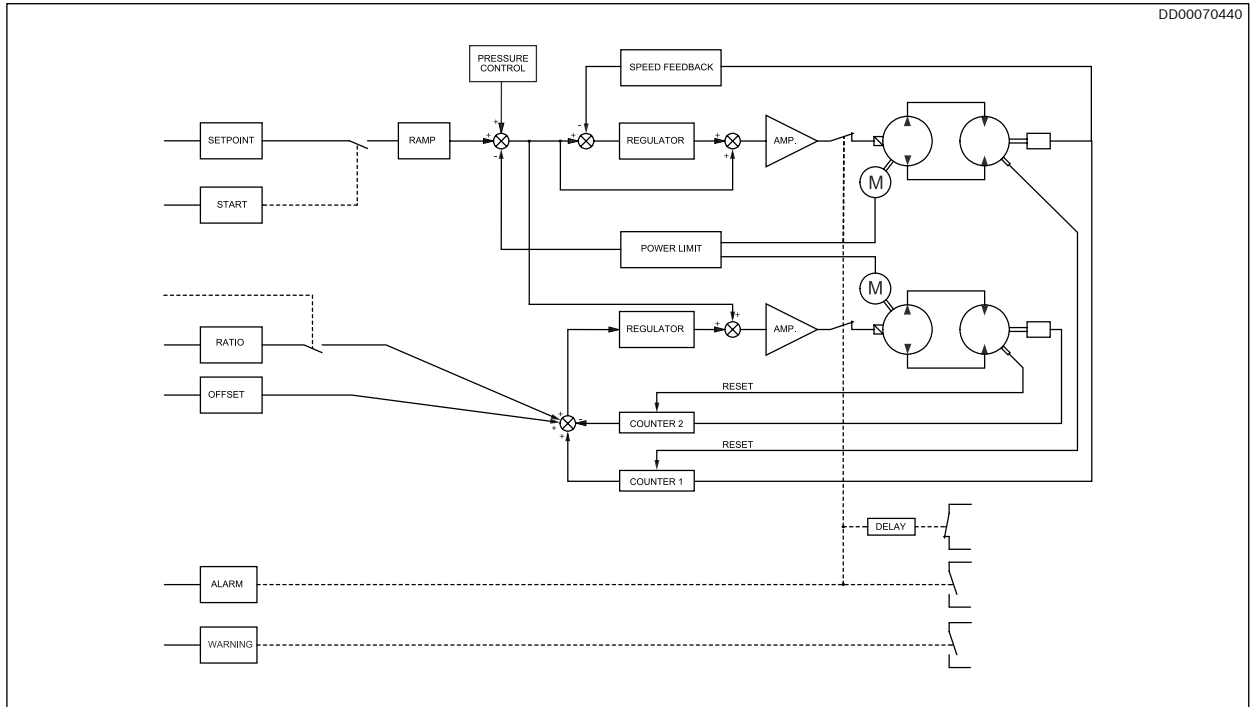 DD00070440
PRESSURE
CONTROL
SPEED FEEDBACK
SETPOINT
RAMP
REGULATOR
AMP.
START
M
POWER LIMIT
M
RATIO
REGULATOR
AMP.
OFFSET
RESET
COUNTER 2
RESET
COUNTER 1
DELAY
ALARM
WARNING